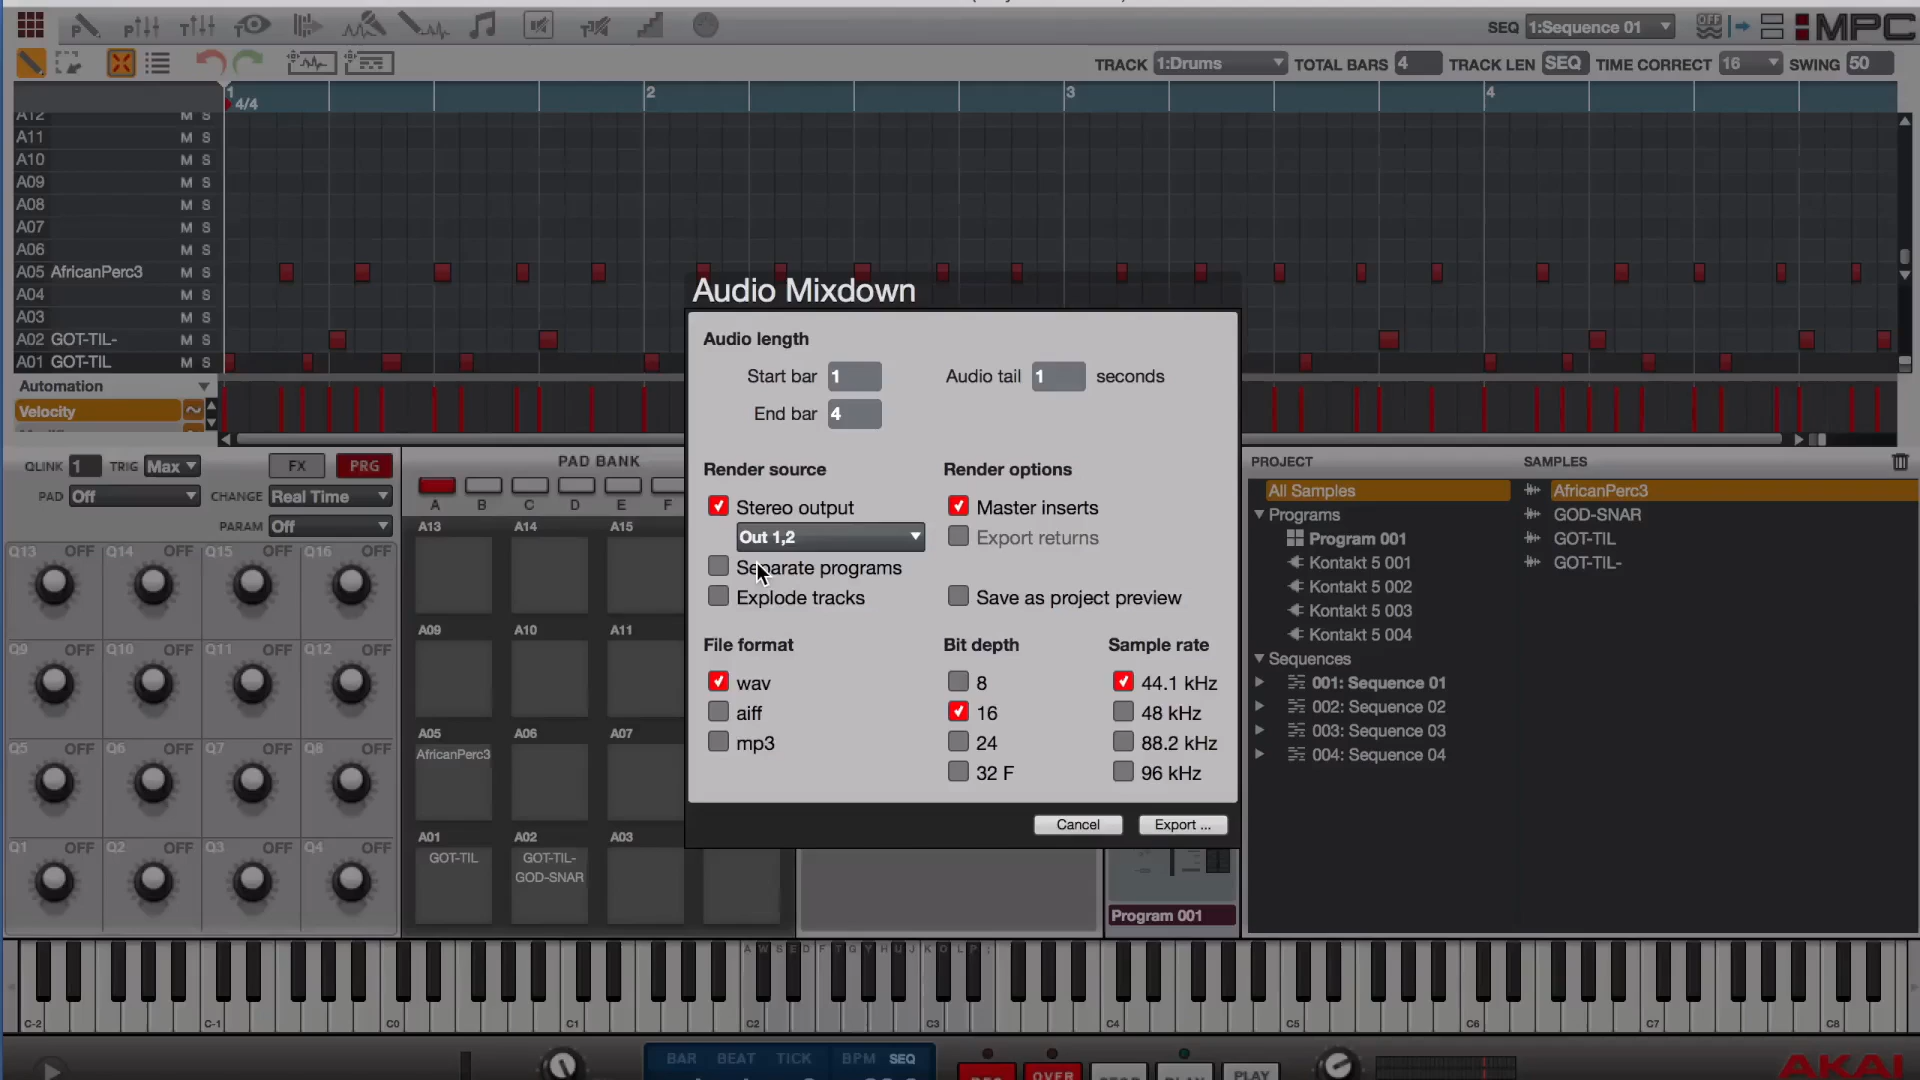 SEQ 1:Sequence 01 OFF MPC
TRACK 1:Drums TOTAL BARS 4 TRACK LEN SEQ TIME CORRECT 16 SWING 50
1 2 3 4
4/4
A12 M S
A11 M S
A10 M S
A09 M S
A08 M S
A07 M S
A06 M S
A05 AfricanPerc3 M S
A04 M S
A03 M S
A02 GOT-TIL- M S
A01 GOT-TIL M S
Automation
Velocity
QLINK 1 TRIG Max FX PRG
PAD Off CHANGE Real Time
PARAM Off
Q13 OFF Q14 OFF Q15 OFF Q16 OFF
Q9 OFF Q10 OFF Q11 OFF Q12 OFF
Q5 OFF Q6 OFF Q7 OFF Q8 OFF
Q1 OFF Q2 OFF Q3 OFF Q4 OFF
PAD BANK
A B C D E F
A13 A14 A15
A09 A10 A11
A05 A06 A07
AfricanPerc3
A01 A02 A03
GOT-TIL GOT-TIL-
GOD-SNAR
Audio Mixdown
Audio length
Start bar 1 Audio tail 1 seconds
End bar 4
Render source Render options
Stereo output Master inserts
Out 1,2 Export returns
Separate programs
Explode tracks Save as project preview
File format Bit depth Sample rate
wav 8 44.1 kHz
aiff 16 48 kHz
mp3 24 88.2 kHz
32 F 96 kHz
Cancel Export ...
Program 001
PROJECT SAMPLES
All Samples AfricanPerc3
Programs GOD-SNAR
Program 001 GOT-TIL
Kontakt 5 001 GOT-TIL-
Kontakt 5 002
Kontakt 5 003
Kontakt 5 004
Sequences
001: Sequence 01
002: Sequence 02
003: Sequence 03
004: Sequence 04
A W S E D F T G Y H U J K O L P ;
C-2 C-1 C0 C1 C2 C3 C4 C5 C6 C7 C8
BAR BEAT TICK BPM SEQ
OVER PLAY
AKAI